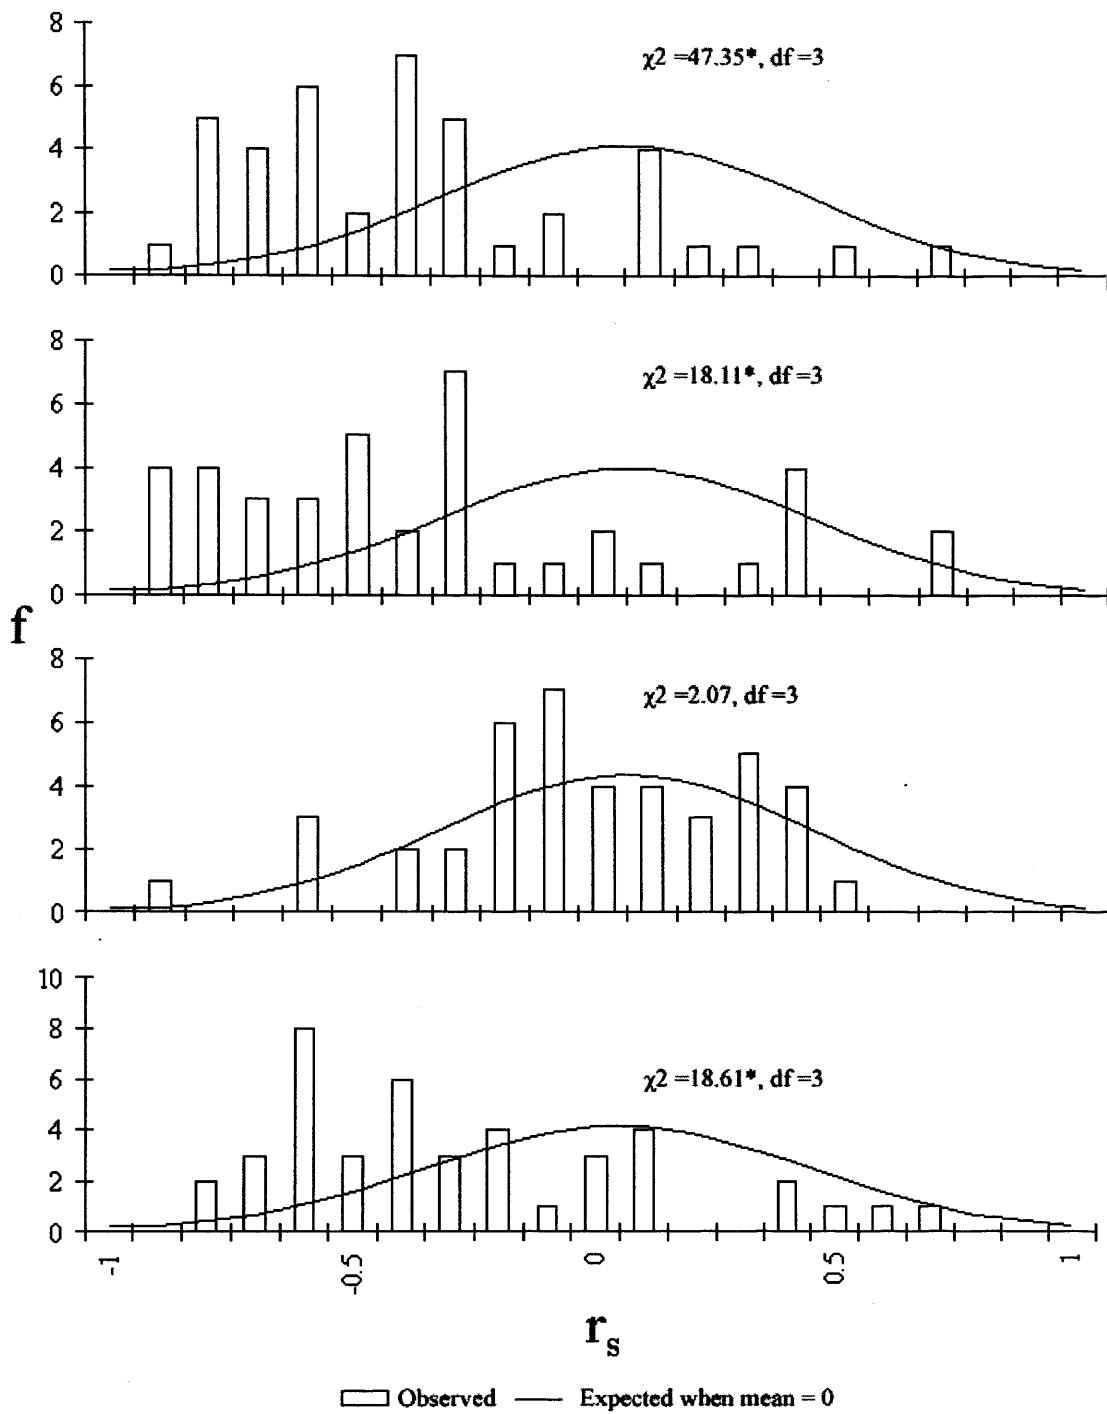 8
χ2 =47.35*, df =3
6
4
2
0
8
χ2 =18.11*, df =3
6
4
2
0
f
8
χ2 =2.07, df =3
6
4
2
0
10
8
χ2 =18.61*, df =3
6
4
2
0
-1 -0.5 0 0.5 1
rs
Observed Expected when mean = 0